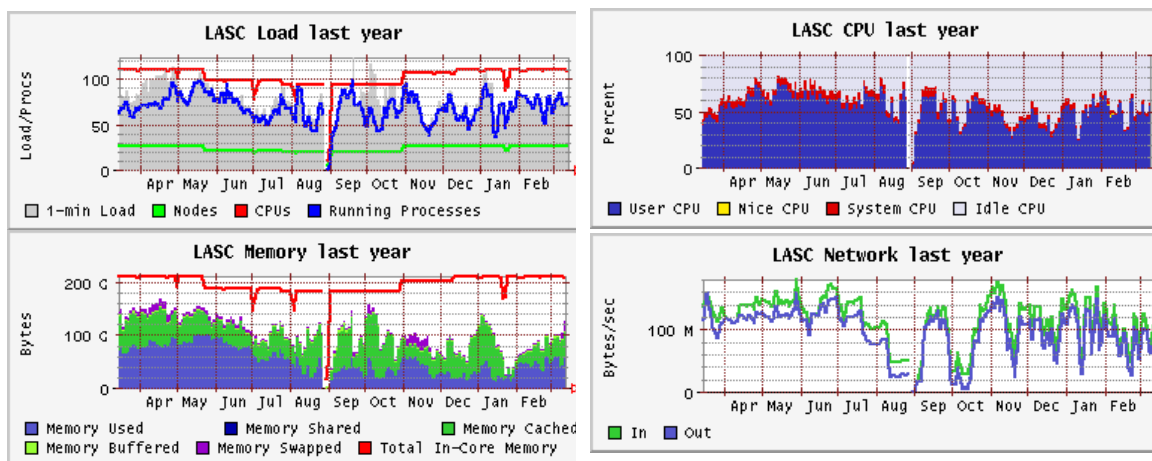 LASC Load last year
Load/Procs
100
50
0
Apr May Jun Jul Aug Sep Oct Nov Dec Jan Feb
1-min Load Nodes CPUs Running Processes
LASC CPU last year
Percent
100
50
0
Apr May Jun Jul Aug Sep Oct Nov Dec Jan Feb
User CPU Nice CPU System CPU Idle CPU
LASC Memory last year
Bytes
200 G
100 G
0
Apr May Jun Jul Aug Sep Oct Nov Dec Jan Feb
Memory Used Memory Shared Memory Cached
Memory Buffered Memory Swapped Total In-Core Memory
LASC Network last year
Bytes/sec
100 M
0
Apr May Jun Jul Aug Sep Oct Nov Dec Jan Feb
In Out